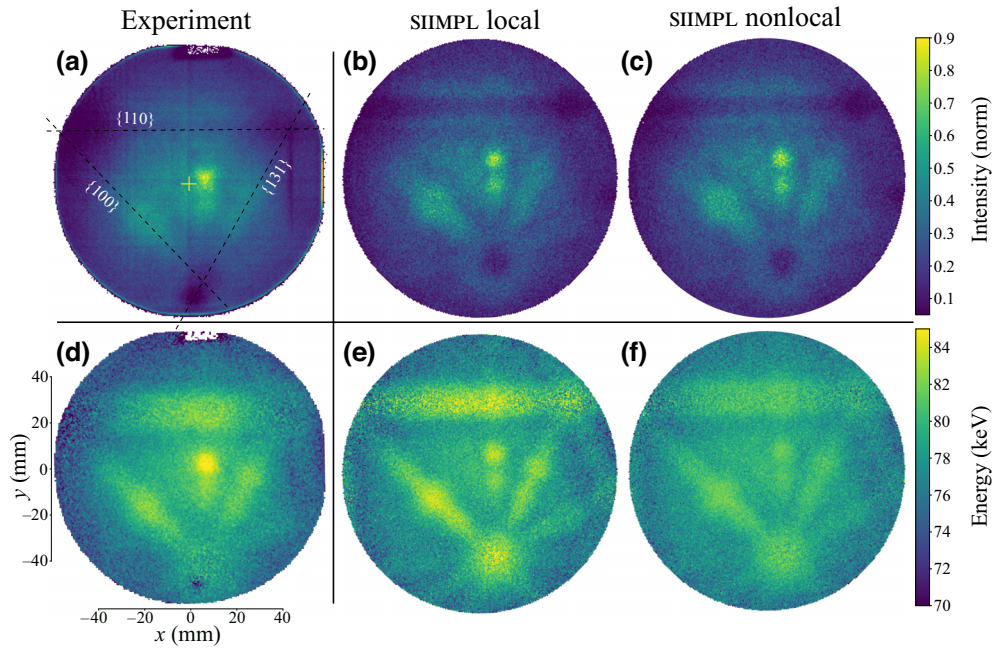 Experiment
SIIMPL local
SIIMPL nonlocal
(a)
(b)
(c)
{110}
{100}
{131}
0.9
0.8
0.7
0.6
0.5
0.4
0.3
0.2
0.1
Intensity (norm)
(d)
(e)
(f)
40
20
0
−20
−40
y (mm)
−40
−20
0
20
40
x (mm)
84
82
80
78
76
74
72
70
Energy (keV)